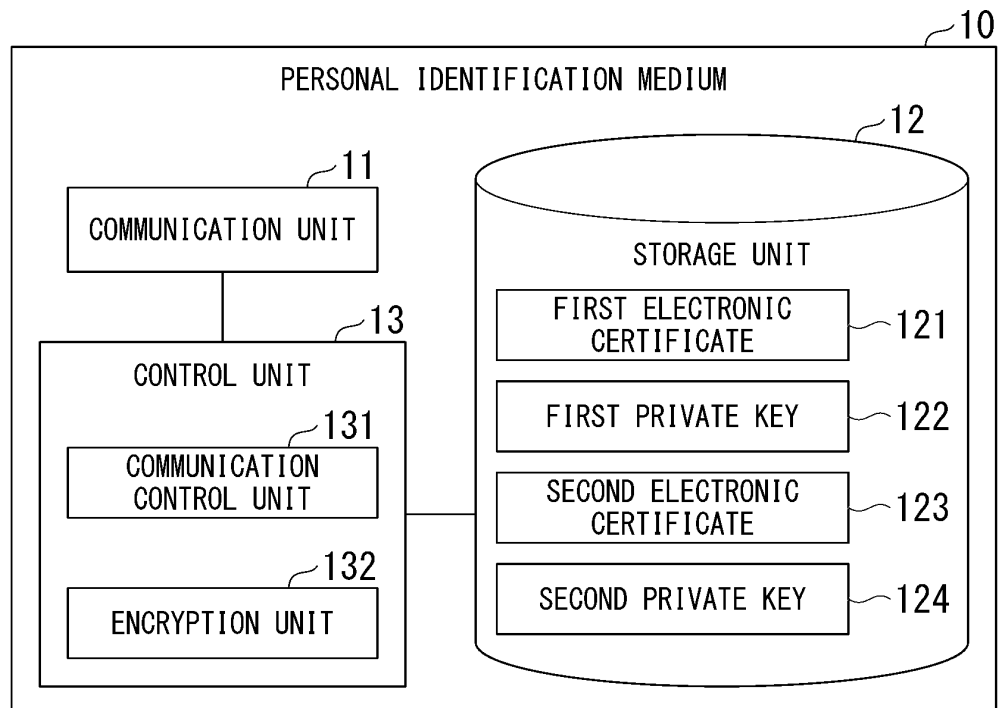 10
PERSONAL IDENTIFICATION MEDIUM
12
11
COMMUNICATION UNIT
STORAGE UNIT
13
CONTROL UNIT
131
COMMUNICATION
CONTROL UNIT
132
ENCRYPTION UNIT
FIRST ELECTRONIC
CERTIFICATE
121
FIRST PRIVATE KEY
122
SECOND ELECTRONIC
CERTIFICATE
123
SECOND PRIVATE KEY
124